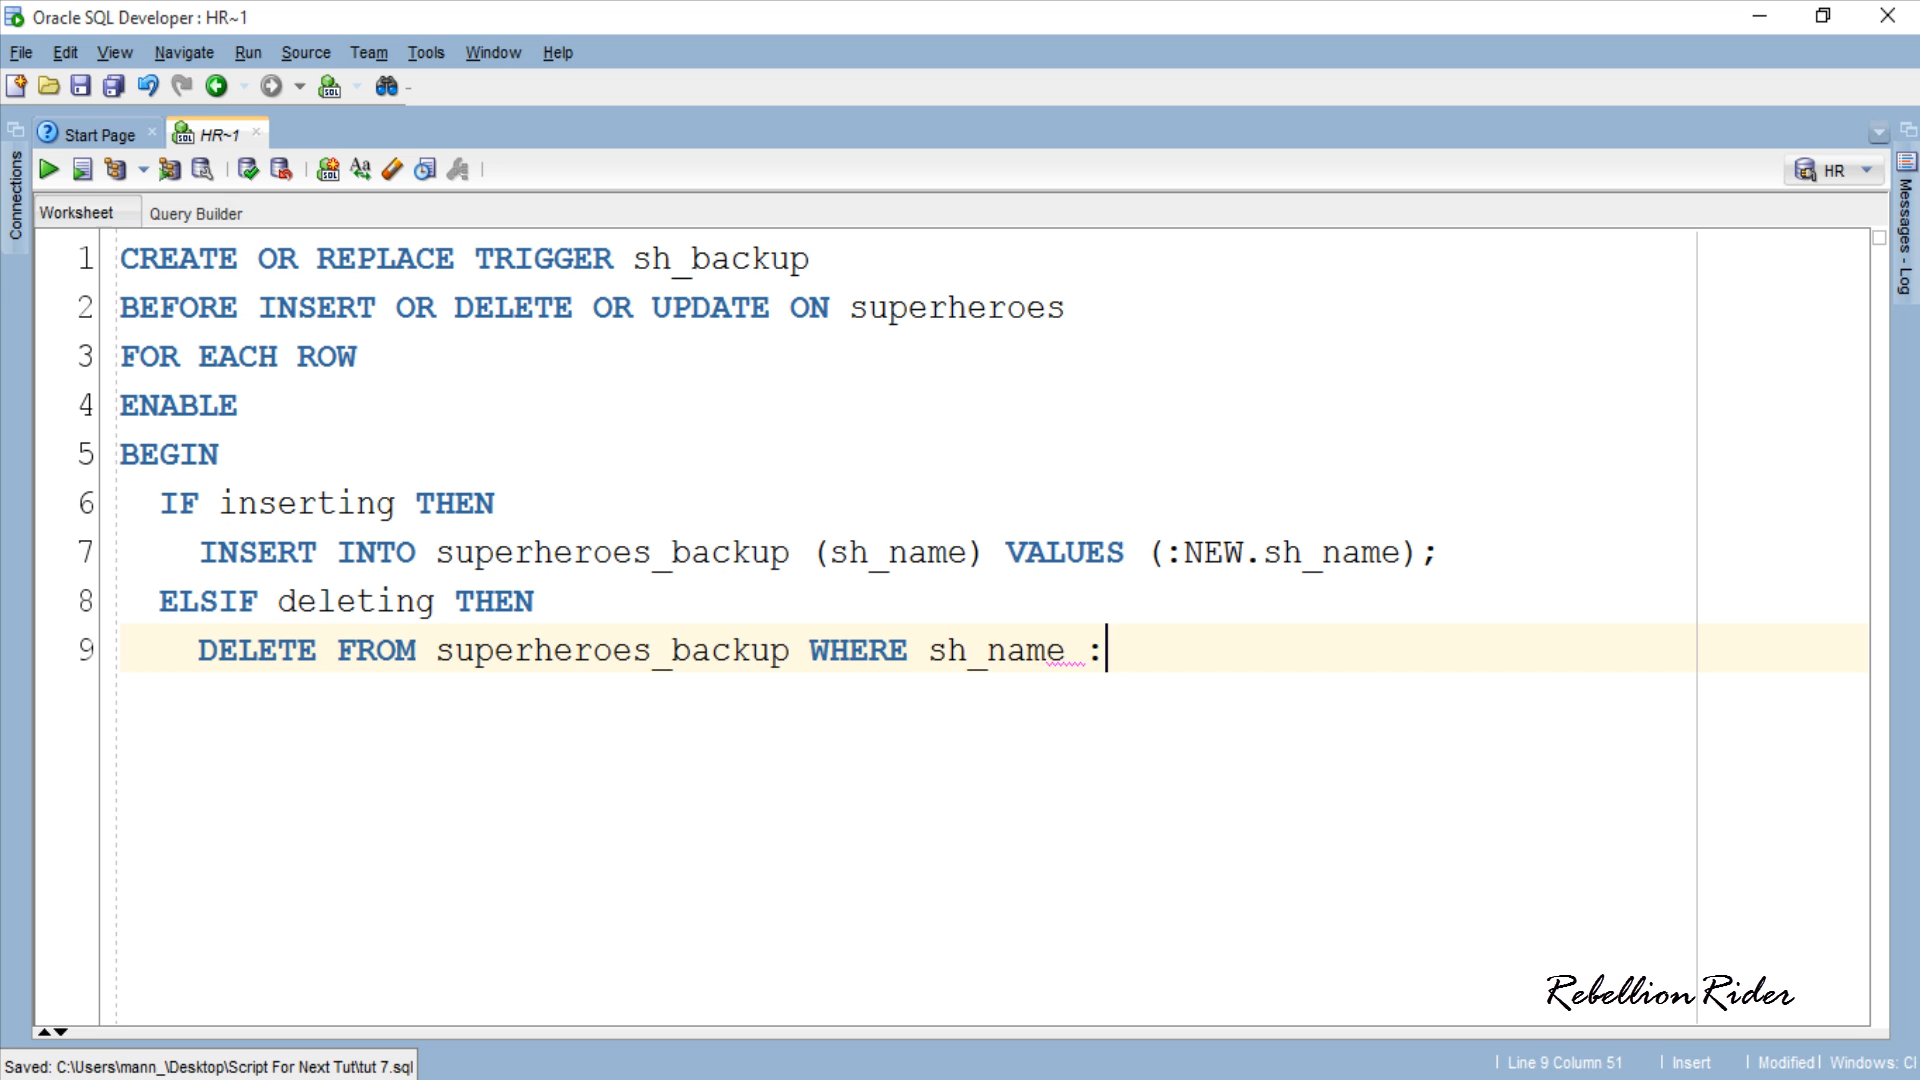 Oracle SQL Developer : HR~1
File Edit View Navigate Run Source Team Tools Window Help
Start Page HR~1
HR
Worksheet Query Builder
Connections
Messages - Log
1 CREATE OR REPLACE TRIGGER sh_backup
2 BEFORE INSERT OR DELETE OR UPDATE ON superheroes
3 FOR EACH ROW
4 ENABLE
5 BEGIN
6 IF inserting THEN
7 INSERT INTO superheroes_backup (sh_name) VALUES (:NEW.sh_name);
8 ELSIF deleting THEN
9 DELETE FROM superheroes_backup WHERE sh_name :
Rebellion Rider
Saved: C:\Users\mann_\Desktop\Script For Next Tut\tut 7.sql
Line 9 Column 51 Insert Modified Windows: Cl